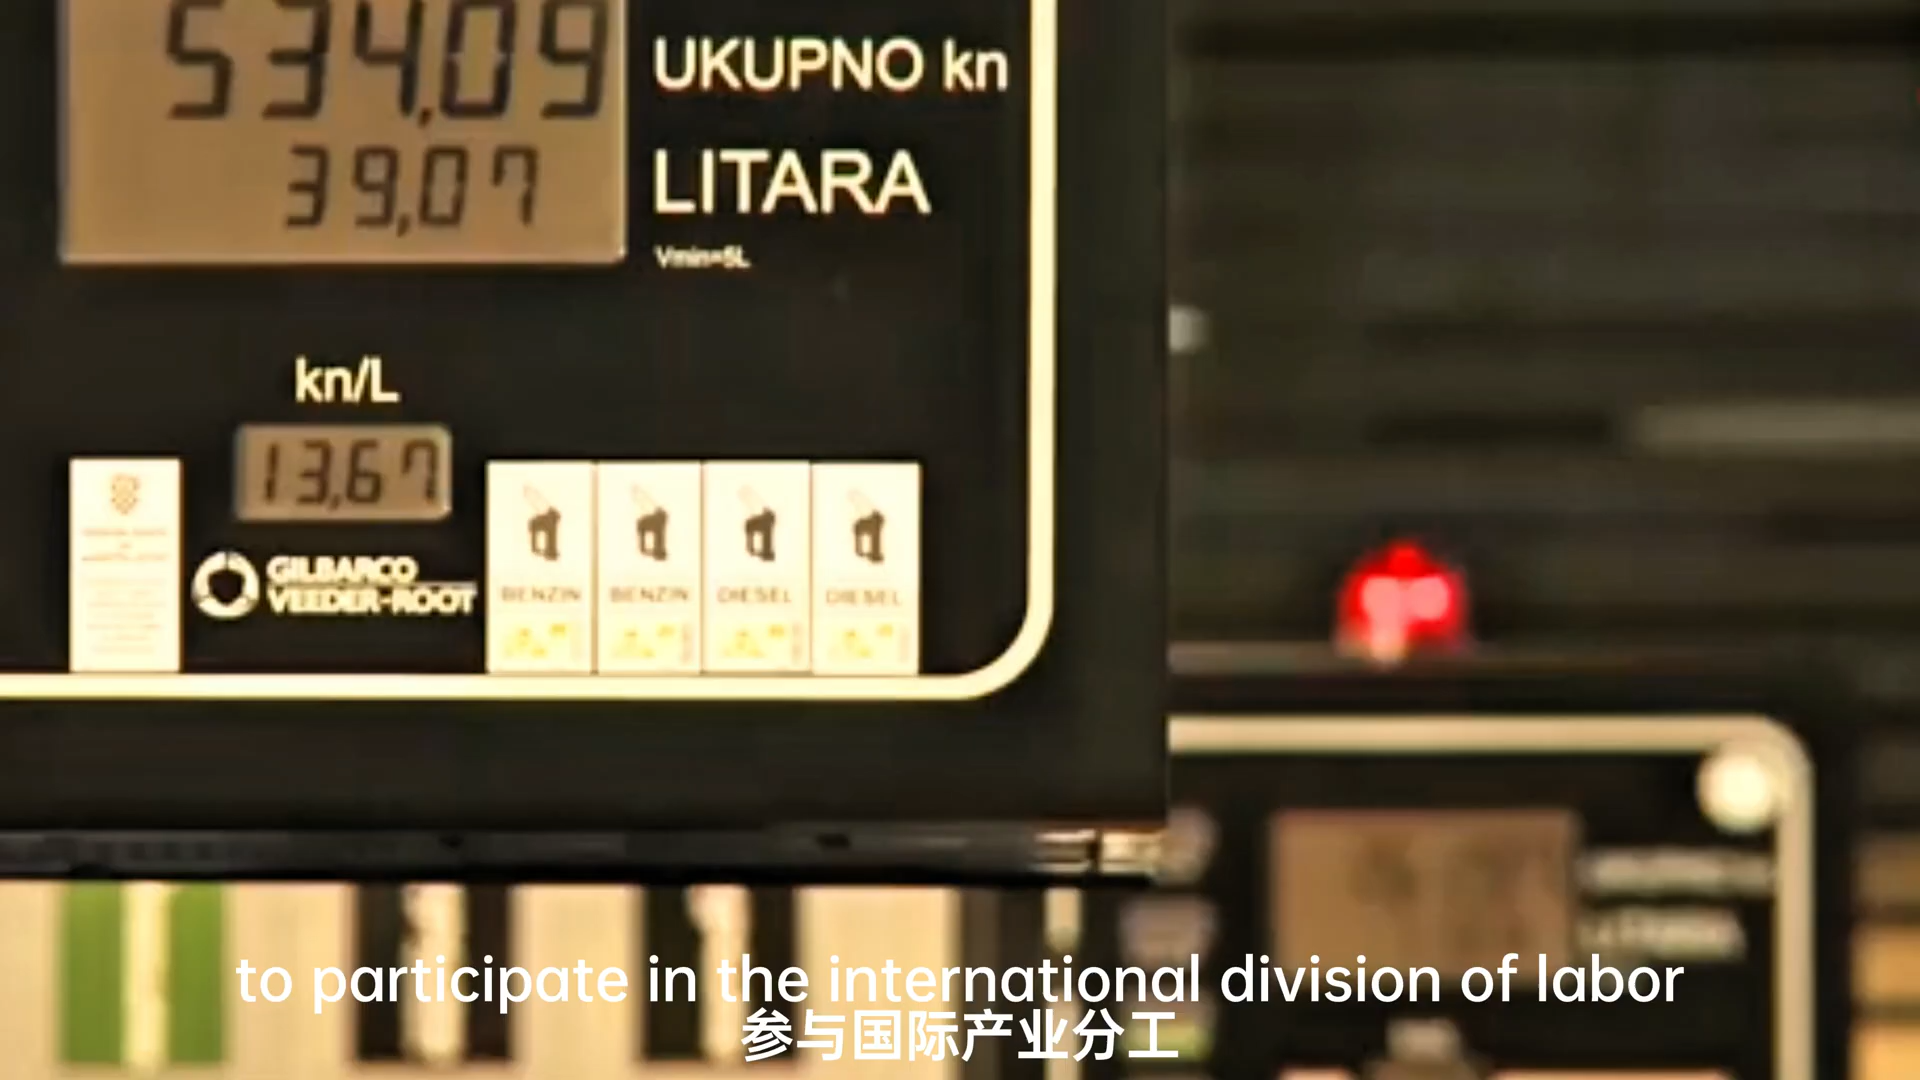 534,09
UKUPNO kn
39,07
LITARA
Vmin=5L
kn/L
13,67
GILBARCO
VEEDER-ROOT
BENZIN
BENZIN
DIESEL
DIESEL
to participate in the international division of labor
参与国际产业分工